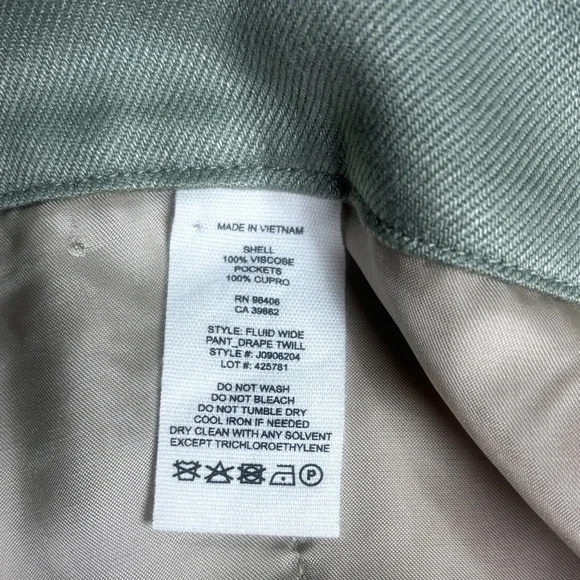 MADE IN VIETNAM
SHELL
100% VISCOSE
POCKETS
100% CUPRO
RN 98406
CA 39862
STYLE: FLUID WIDE
PANT_DRAPE TWILL
STYLE #: J0906204
LOT #: 425781
DO NOT WASH
DO NOT BLEACH
DO NOT TUMBLE DRY
COOL IRON IF NEEDED
DRY CLEAN WITH ANY SOLVENT
EXCEPT TRICHLOROETHYLENE
P